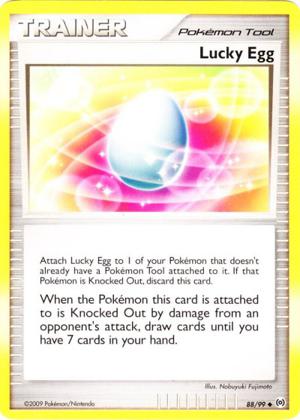 TRAINER
Pokémon Tool
Lucky Egg
Attach Lucky Egg to 1 of your Pokémon that doesn't
already have a Pokémon Tool attached to it. If that
Pokémon is Knocked Out, discard this card.
When the Pokémon this card is attached
to is Knocked Out by damage from an
opponent's attack, draw cards until you
have 7 cards in your hand.
Illus. Nobuyuki Fujimoto
©2009 Pokémon/Nintendo
88/99